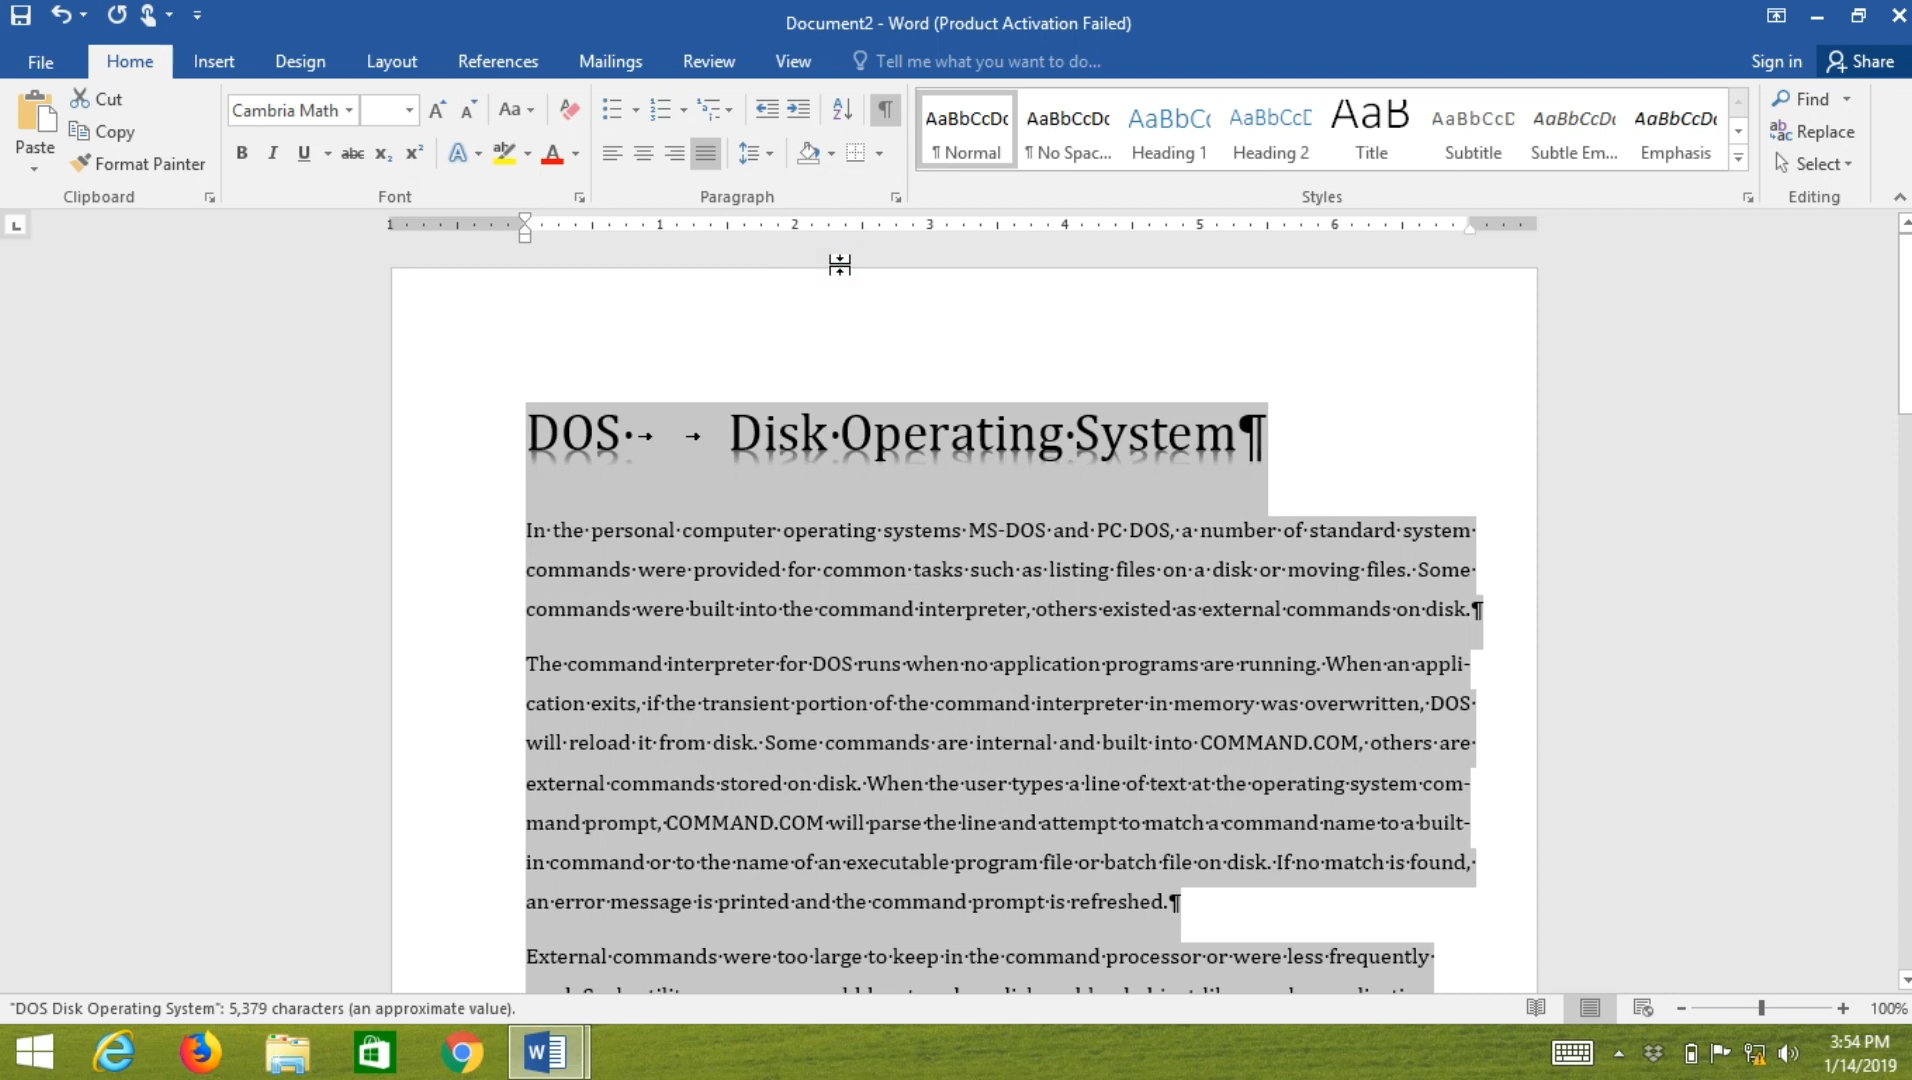 Document2 - Word (Product Activation Failed)
File Home Insert Design Layout References Mailings Review View Tell me what you want to do... Sign in Share
Paste
Cut
Copy
Format Painter
Clipboard
Cambria Math
Font
Paragraph
AaBbCcDc AaBbCcDc AaBbCc AaBbCcD AaB AaBbCcD AaBbCcDc AaBbCcDc
¶ Normal ¶ No Spac... Heading 1 Heading 2 Title Subtitle Subtle Em... Emphasis
Styles
Find
Replace
Select
Editing
1 1 2 3 4 5 6
DOS Disk Operating System¶
In the personal computer operating systems MS-DOS and PC DOS, a number of standard system
commands were provided for common tasks such as listing files on a disk or moving files. Some
commands were built into the command interpreter, others existed as external commands on disk.¶
The command interpreter for DOS runs when no application programs are running. When an appli-
cation exits, if the transient portion of the command interpreter in memory was overwritten, DOS
will reload it from disk. Some commands are internal and built into COMMAND.COM, others are
external commands stored on disk. When the user types a line of text at the operating system com-
mand prompt, COMMAND.COM will parse the line and attempt to match a command name to a built-
in command or to the name of an executable program file or batch file on disk. If no match is found,
an error message is printed and the command prompt is refreshed.¶
External commands were too large to keep in the command processor or were less frequently
"DOS Disk Operating System": 5,379 characters (an approximate value).
100%
3:54 PM
1/14/2019